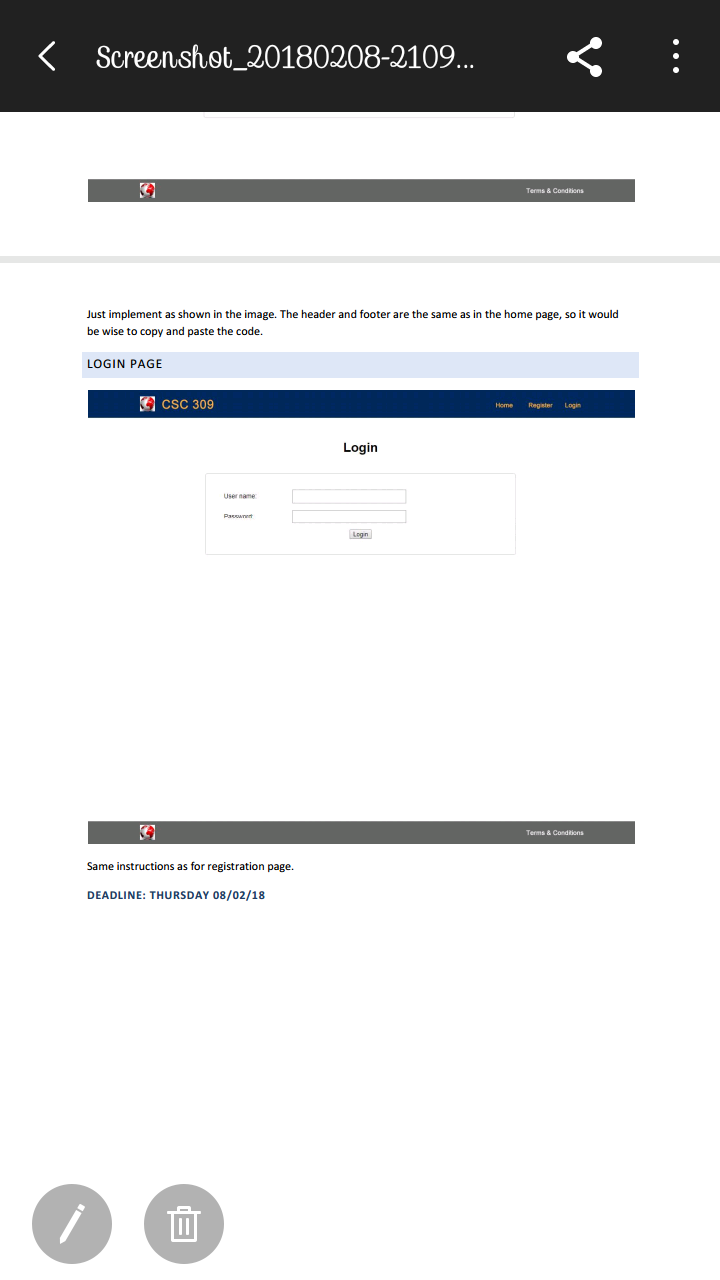 Screenshot_20180208-2109...
Terms & Conditions
Just implement as shown in the image. The header and footer are the same as in the home page, so it would
be wise to copy and paste the code.
LOGIN PAGE
CSC 309 Home Register Login
Login
User name:
Password:
Login
Terms & Conditions
Same instructions as for registration page.
DEADLINE: THURSDAY 08/02/18